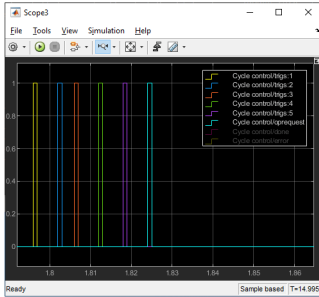 Scope3
File Tools View Simulation Help
Cycle control/trigs:1
Cycle control/trigs:2
Cycle control/trigs:3
Cycle control/trigs:4
Cycle control/trigs:5
Cycle control/oprequest
Cycle control/done
Cycle control/error
1
0.8
0.6
0.4
0.2
0
1.8 1.81 1.82 1.83 1.84 1.85 1.86
Ready Sample based T=14.995